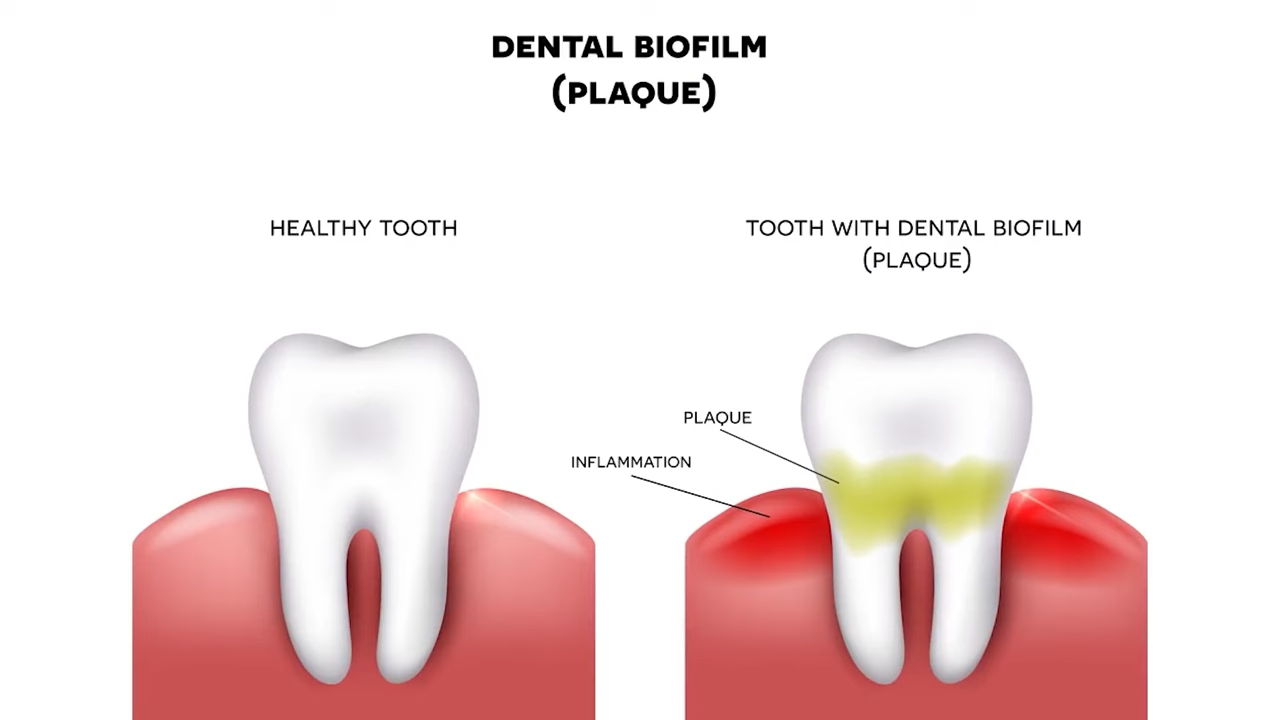 DENTAL BIOFILM
(PLAQUE)
HEALTHY TOOTH
TOOTH WITH DENTAL BIOFILM
(PLAQUE)
PLAQUE
INFLAMMATION